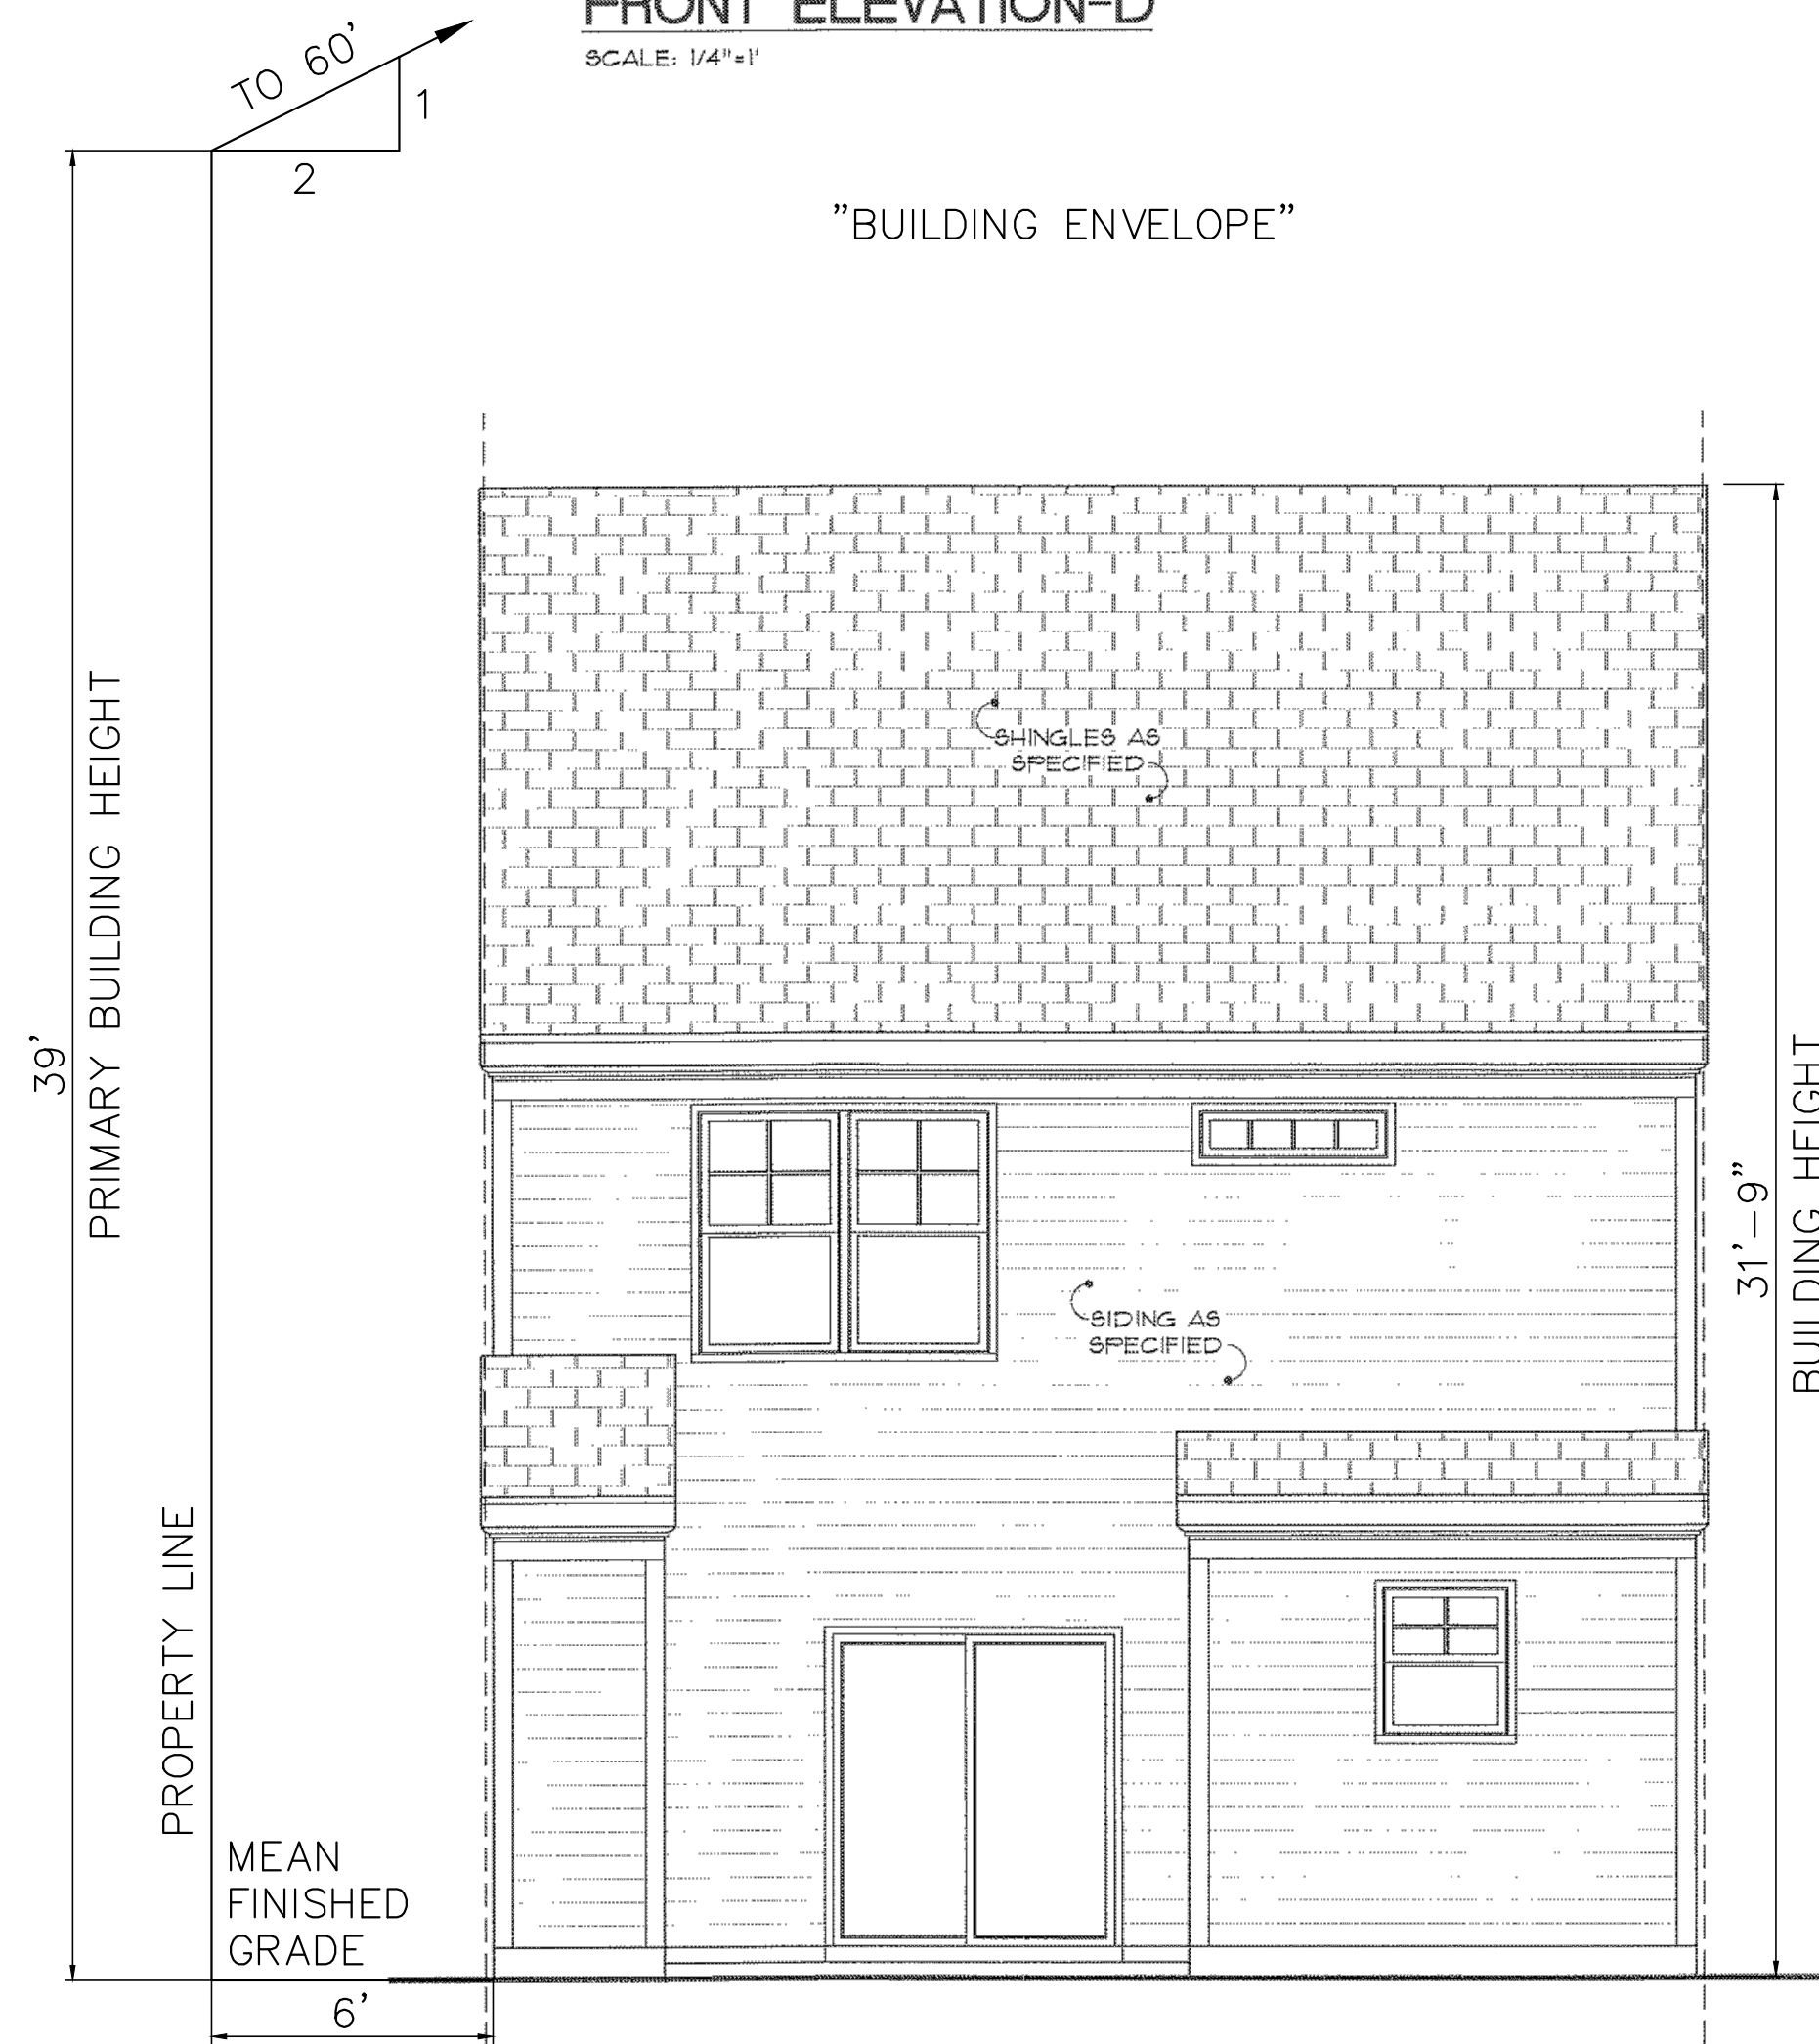 FRONT ELEVATION-D
SCALE: 1/4"=1'
TO 60'
1
2
"BUILDING ENVELOPE"
39'
PRIMARY BUILDING HEIGHT
SHINGLES AS
SPECIFIED
SIDING AS
SPECIFIED
31'-9"
BUILDING HEIGHT
PROPERTY LINE
MEAN
FINISHED
GRADE
6'